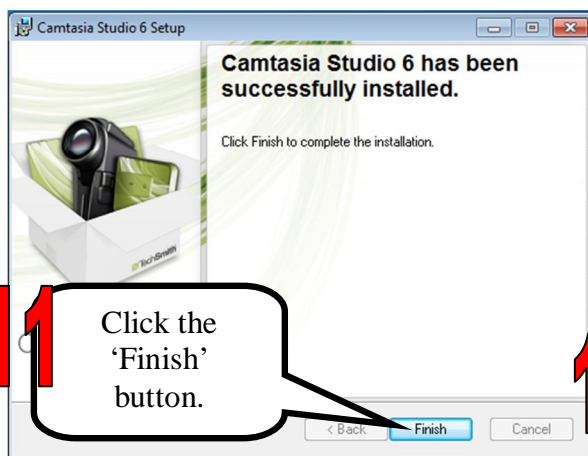 Camtasia Studio 6 Setup
Camtasia Studio 6 has been
successfully installed.
Click Finish to complete the installation.
TechSmith
11
Click the
‘Finish’
button.
< Back
Finish
Cancel